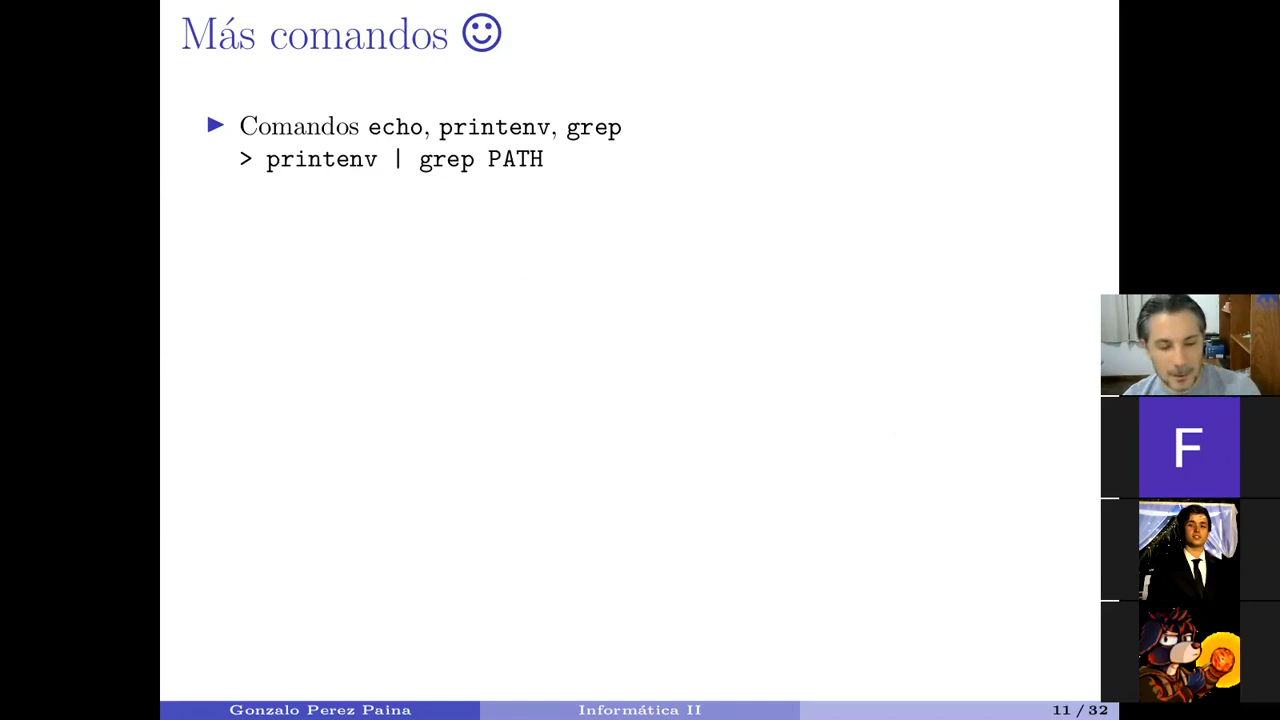 Más comandos ☺
▶ Comandos echo, printenv, grep
> printenv | grep PATH
F
Gonzalo Perez Paina
Informática II
11 / 32